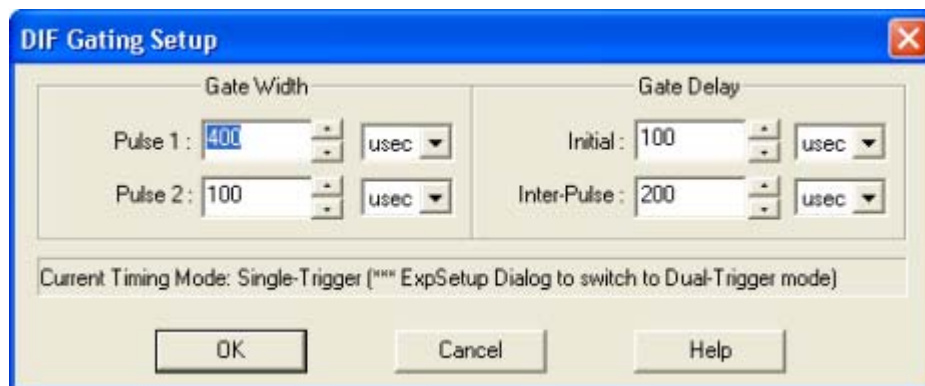 DIF Gating Setup
Gate Width
Pulse 1 : 400 usec
Pulse 2 : 100 usec
Gate Delay
Initial : 100 usec
Inter-Pulse : 200 usec
Current Timing Mode: Single-Trigger (*** ExpSetup Dialog to switch to Dual-Trigger mode)
OK Cancel Help